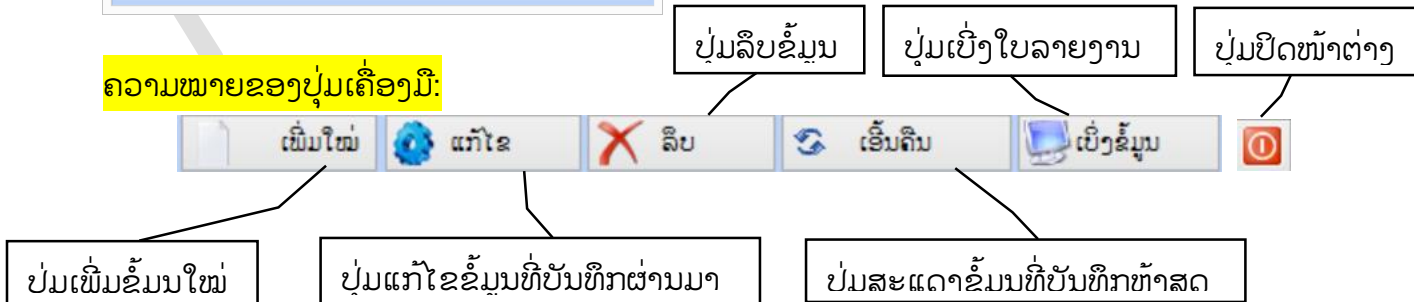 ປຸ່ມລຶບຂໍ້ມູນ ປຸ່ມເບີ່ງໃບລາຍງານ ປຸ່ມປິດໜ້າຕ່າງ
ຄວາມໝາຍຂອງປຸ່ມເຄື່ອງມື:
ເພີ່ມໃໝ່ ແກ້ໄຂ ລຶບ ເອີ້ນຄືນ ເບິ່ງຂໍ້ມູນ
ປຸ່ມເພີ່ມຂໍ້ມູນໃໝ່ ປຸ່ມແກ້ໄຂຂໍ້ມູນທີ່ບັນທຶກຜ່ານມາ ປຸ່ມສະແດາຂໍ້ມູນທີ່ບັນທຶກຫ້າສຸດ